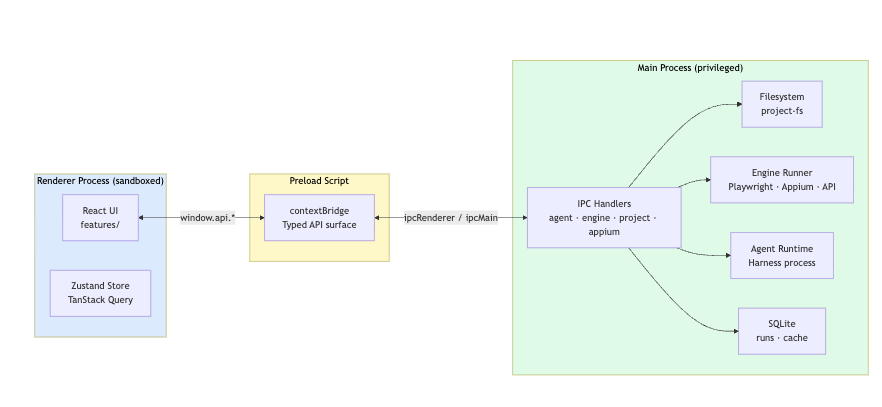 Renderer Process (sandboxed)
React UI
features/
Zustand Store
TanStack Query
window.api.*
Preload Script
contextBridge
Typed API surface
ipcRenderer / ipcMain
Main Process (privileged)
IPC Handlers
agent · engine · project ·
appium
Filesystem
project-fs
Engine Runner
Playwright · Appium · API
Agent Runtime
Harness process
SQLite
runs · cache